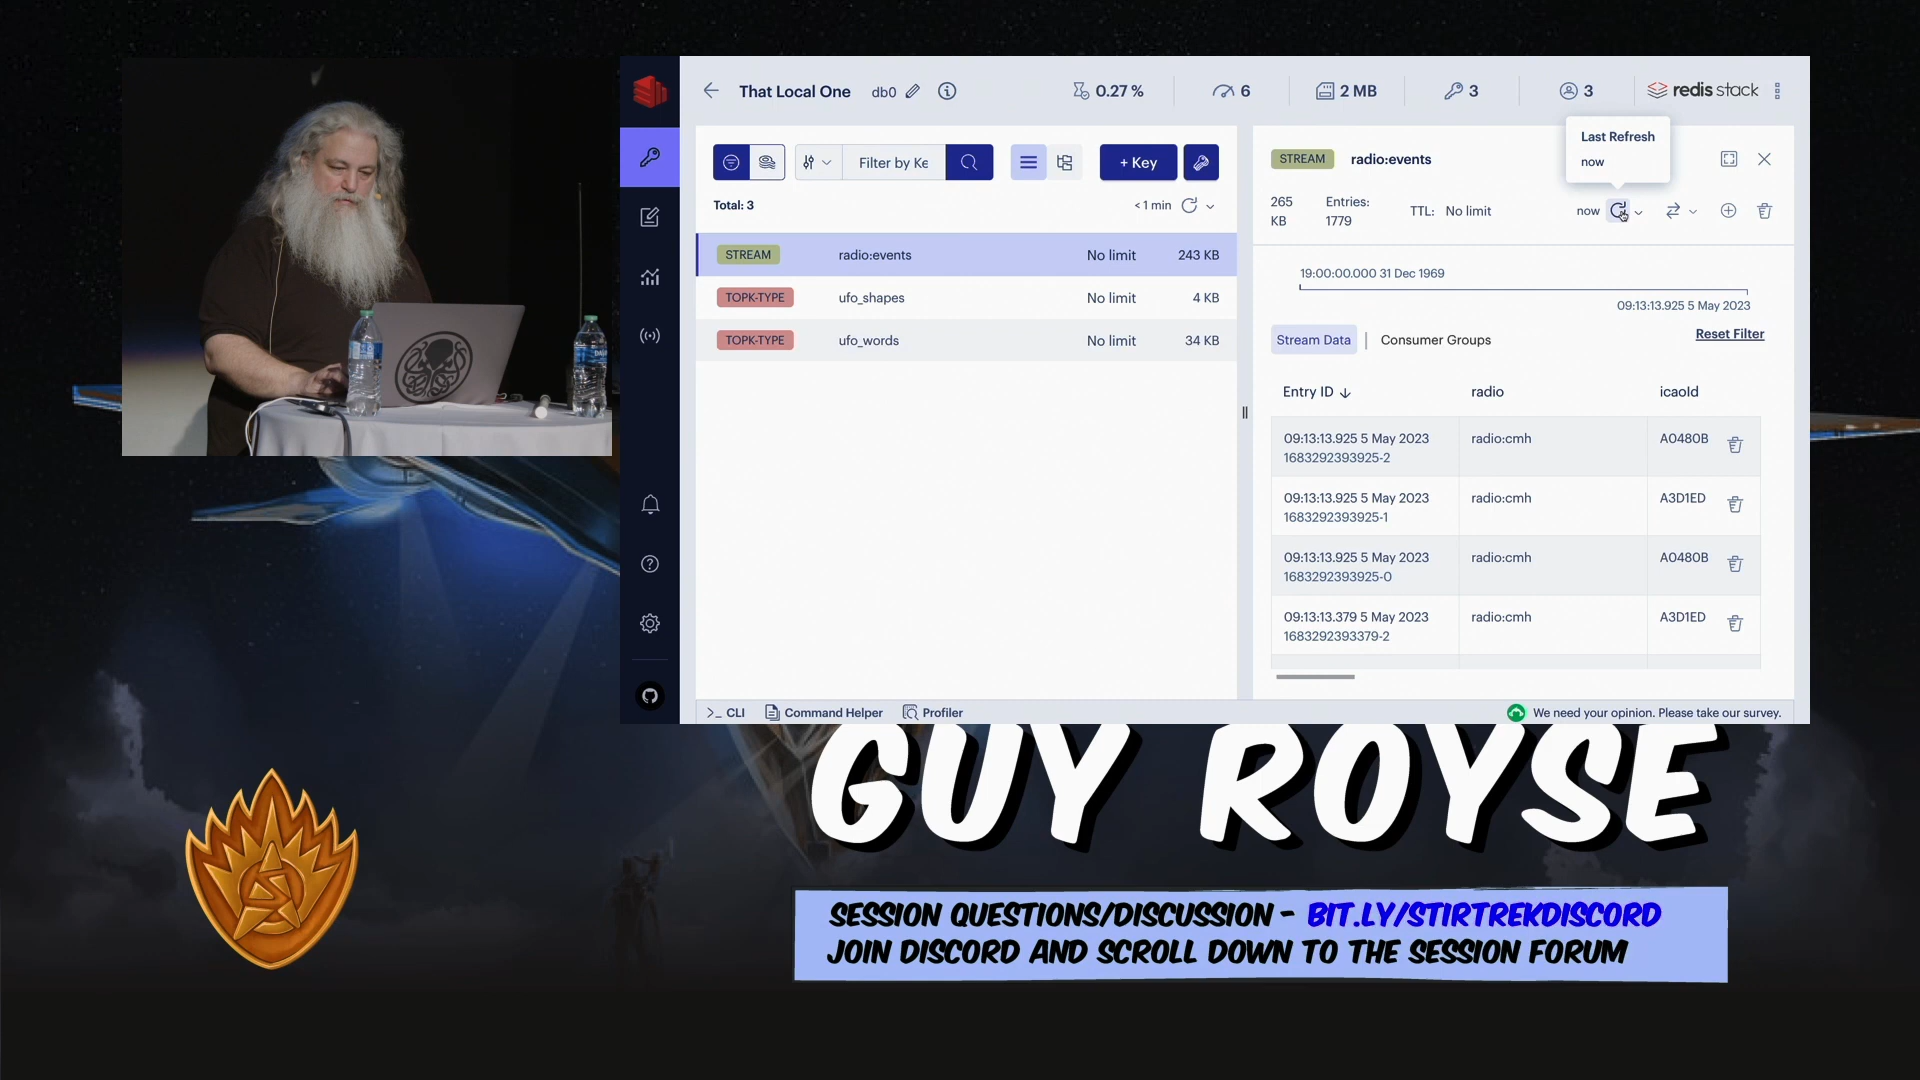 That Local One
db0
0.27 %
6
2 MB
3
3
redis stack
Last Refresh
now
Filter by Ke
+ Key
Total: 3
< 1 min
STREAM radio:events No limit 243 KB
TOPK-TYPE ufo_shapes No limit 4 KB
TOPK-TYPE ufo_words No limit 34 KB
STREAM radio:events
265 KB
Entries: 1779
TTL: No limit
now
19:00:00.000 31 Dec 1969
09:13:13.925 5 May 2023
Reset Filter
Stream Data | Consumer Groups
Entry ID radio icaoId
09:13:13.925 5 May 2023 radio:cmh A0480B
1683292393925-2
09:13:13.925 5 May 2023 radio:cmh A3D1ED
1683292393925-1
09:13:13.925 5 May 2023 radio:cmh A0480B
1683292393925-0
09:13:13.379 5 May 2023 radio:cmh A3D1ED
1683292393379-2
>_ CLI
Command Helper
Profiler
We need your opinion. Please take our survey.
GUY ROYSE
SESSION QUESTIONS/DISCUSSION - BIT.LY/STIRTREKDISCORD
JOIN DISCORD AND SCROLL DOWN TO THE SESSION FORUM